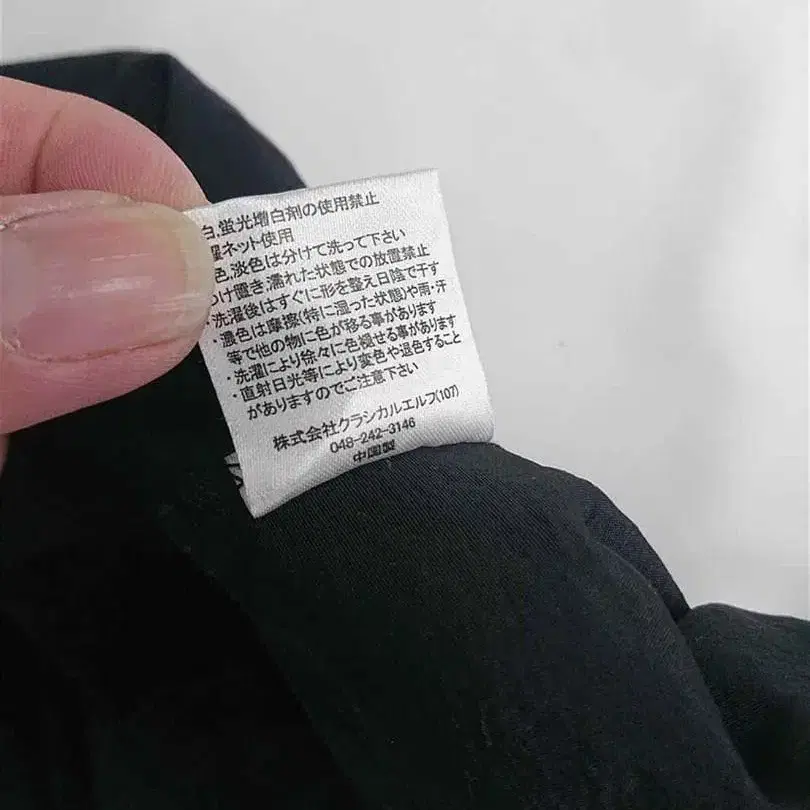 白,蛍光増白剤の使用禁止
ネット使用
色,淡色は分けて洗って下さい
け置き,濡れた状態での放置禁止
・洗濯後はすぐに形を整え日陰で干す
・濃色は摩擦(特に湿った状態)や雨・汗
等で他の物に色が移る事があります
・洗濯により徐々に色褪せる事があります
・直射日光等により変色や退色すること
がありますのでご注意下さい
株式会社クラシカルエルフ(107)
048-242-3146
中国製